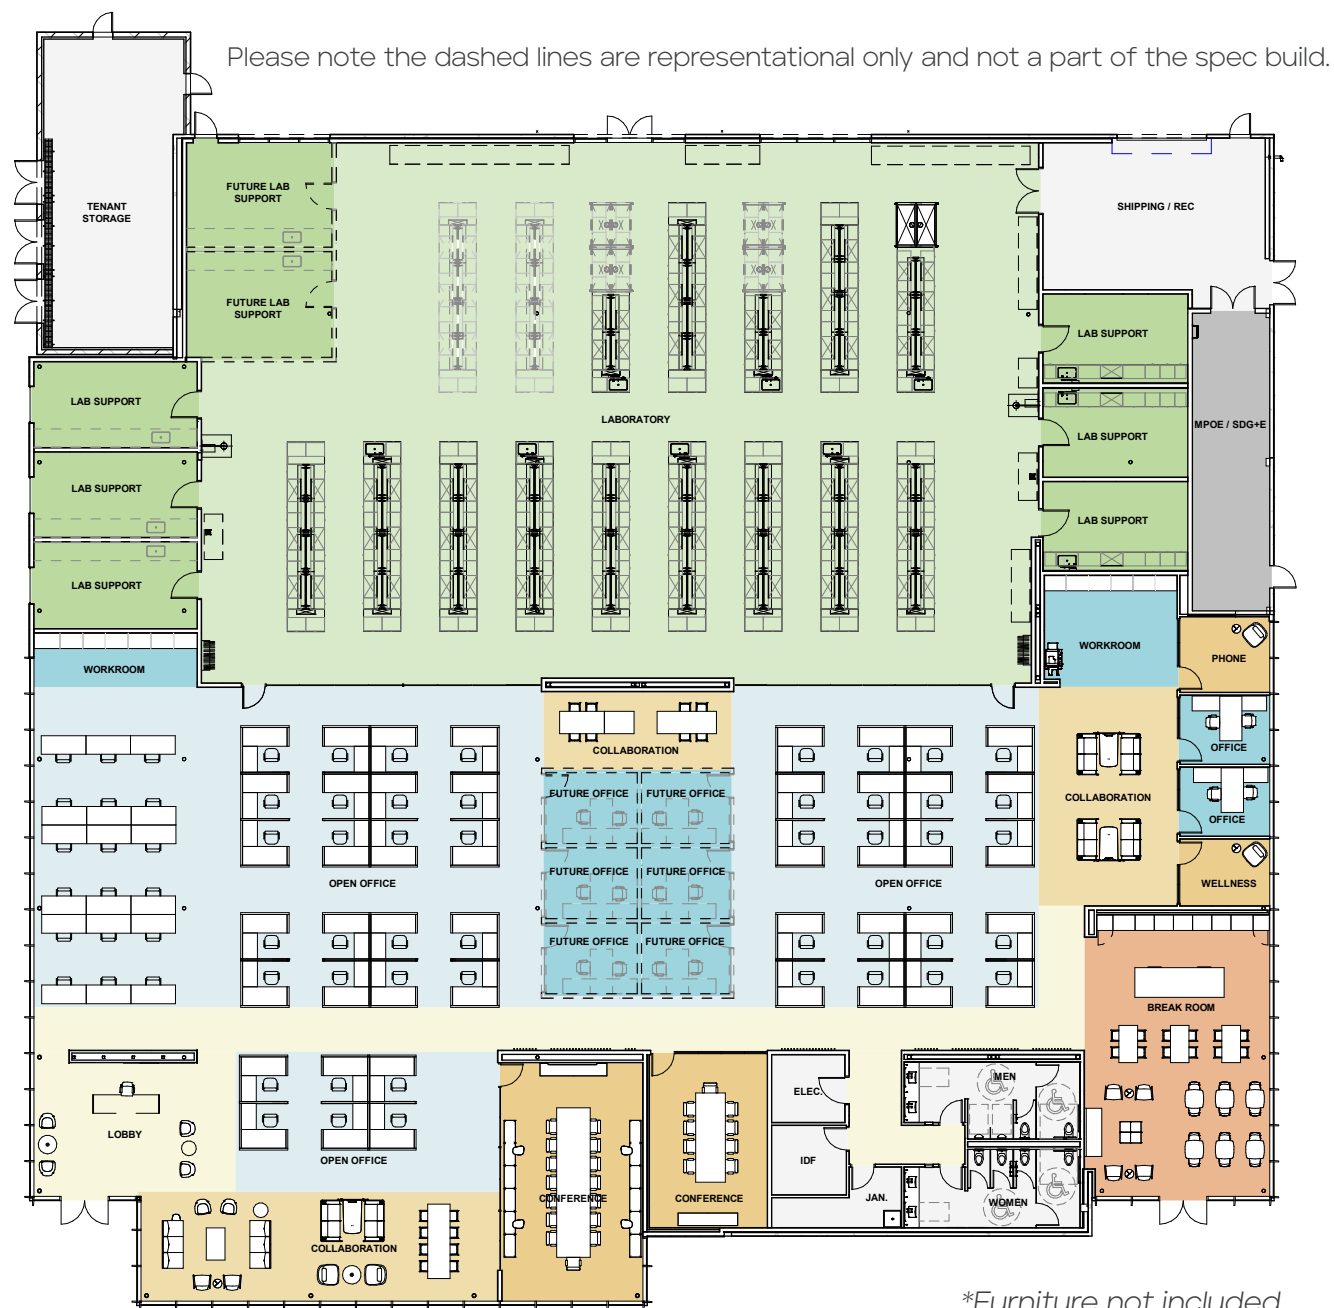 Please note the dashed lines are representational only and not a part of the spec build.
TENANT
STORAGE
FUTURE LAB
SUPPORT
SHIPPING / REC
FUTURE LAB
SUPPORT
LAB SUPPORT
LAB SUPPORT
LABORATORY
MPOE / SDG+E
LAB SUPPORT
LAB SUPPORT
LAB SUPPORT
LAB SUPPORT
WORKROOM
WORKROOM
PHONE
COLLABORATION
OFFICE
FUTURE OFFICE
FUTURE OFFICE
COLLABORATION
OFFICE
FUTURE OFFICE
FUTURE OFFICE
OPEN OFFICE
OPEN OFFICE
WELLNESS
FUTURE OFFICE
FUTURE OFFICE
BREAK ROOM
MEN
ELEC.
LOBBY
OPEN OFFICE
IDF
CONFERENCE
CONFERENCE
JAN.
WOMEN
COLLABORATION
*Furniture not included